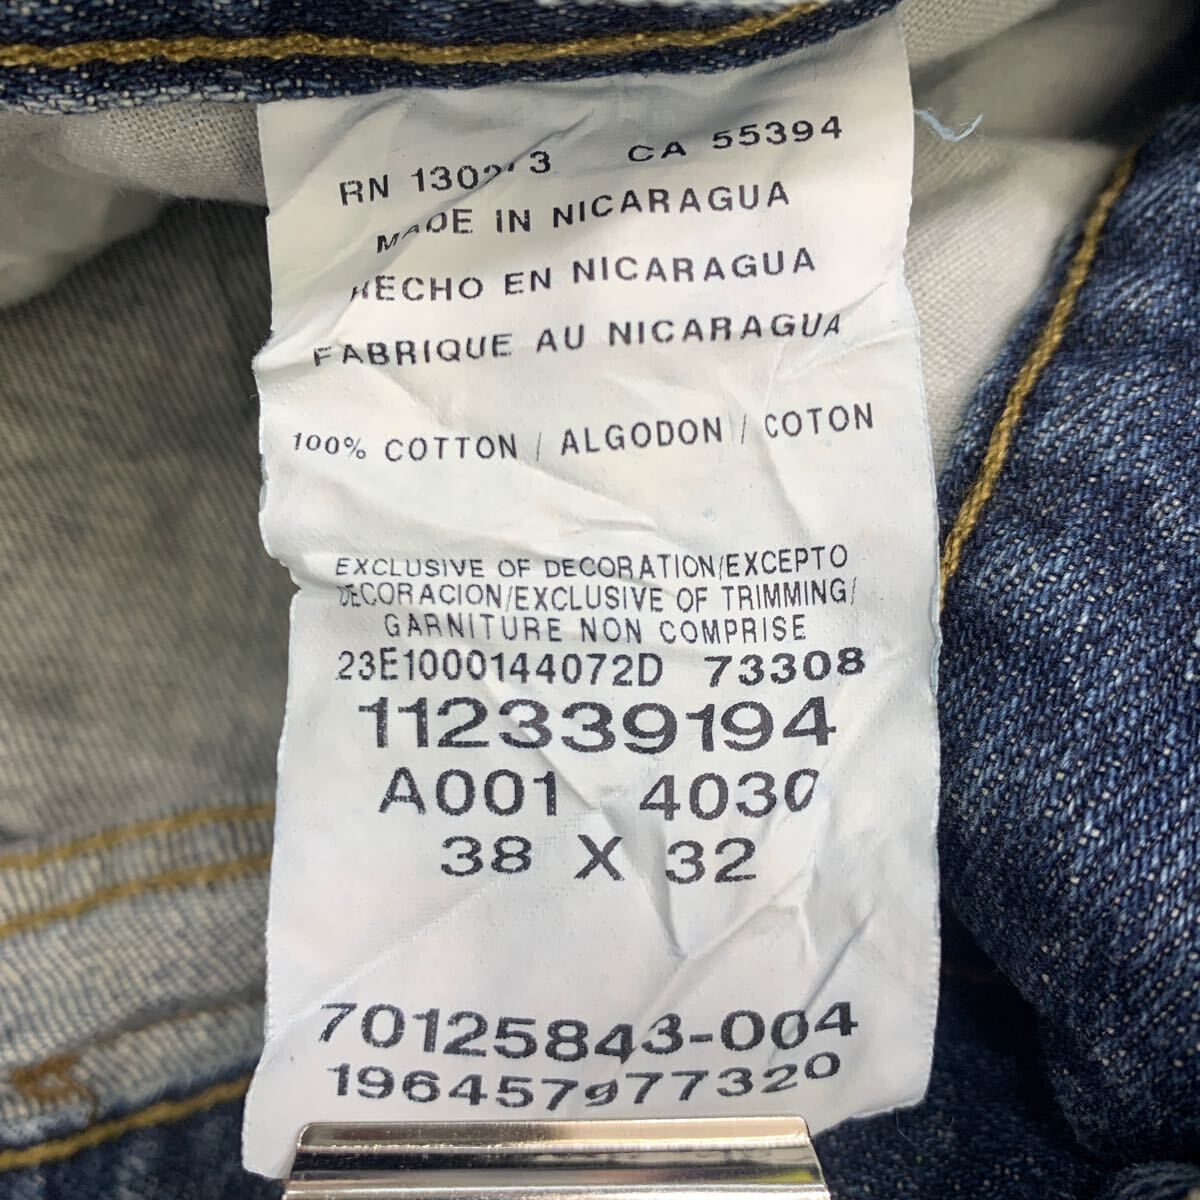 RN CA 55394
MADE IN NICARAGUA
HECHO EN NICARAGUA
FABRIQUE AU NICARAGUA
100% COTTON / ALGODON / COTON
EXCLUSIVE OF DECORATION/EXCEPTO
DECORACION/EXCLUSIVE OF TRIMMING/
GARNITURE NON COMPRISE
23E1000144072D 73308
112339194
A001 4030
38 X 32
70125843-004
196457977320